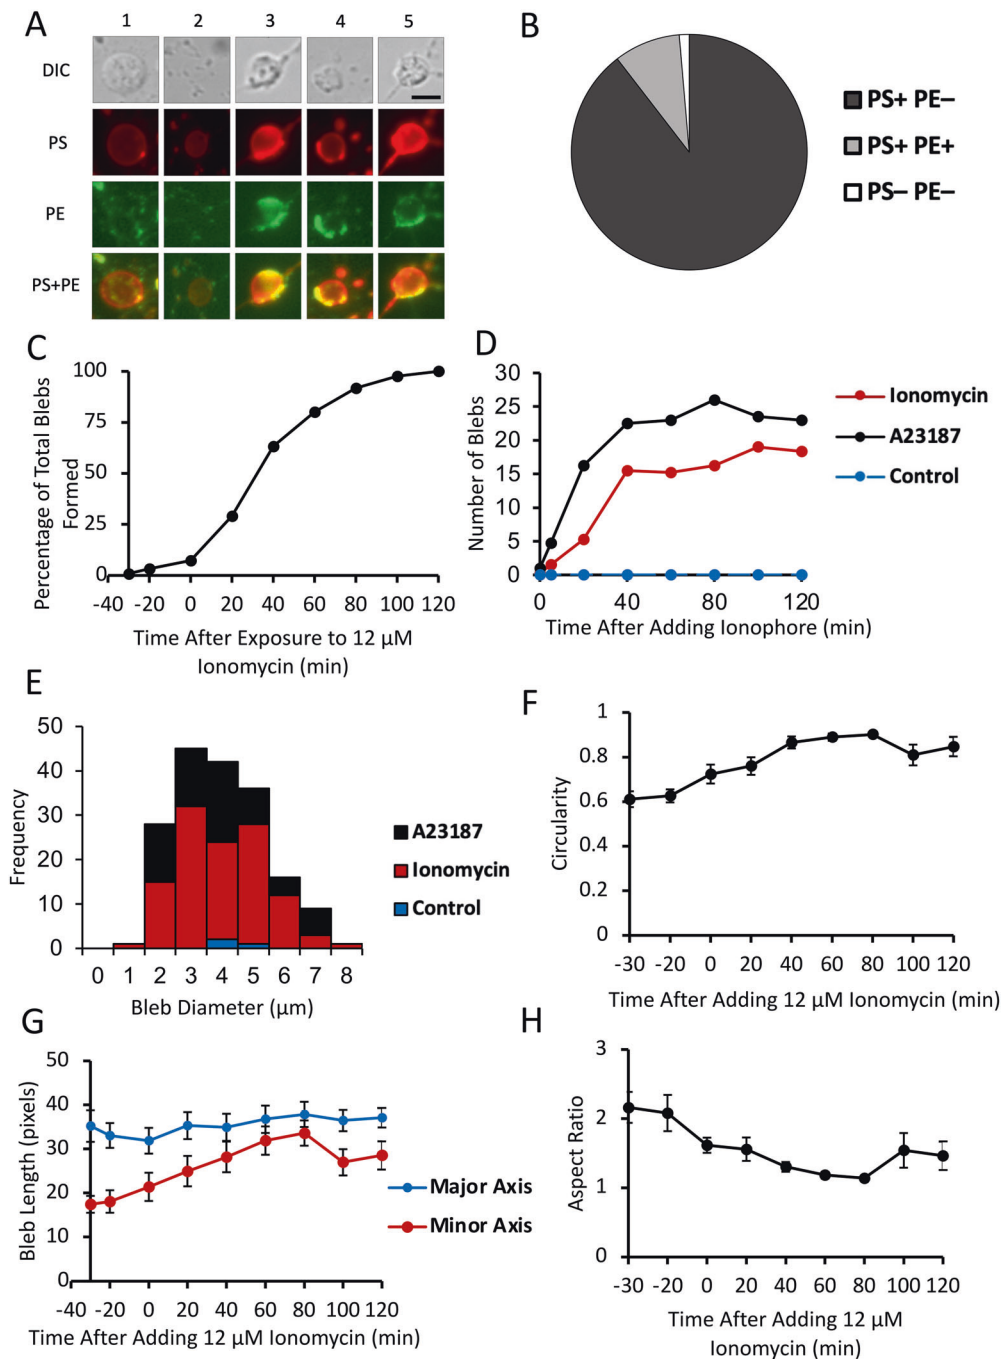 A
1 2 3 4 5
DIC
PS
PE
PS+PE
B
PS+ PE–
PS+ PE+
PS– PE–
C
Percentage of Total Blebs
Formed
100
75
50
25
0
-40 -20 0 20 40 60 80 100 120
Time After Exposure to 12 µM
Ionomycin (min)
D
Number of Blebs
30
25
20
15
10
5
0
0 40 80 120
Time After Adding Ionophore (min)
Ionomycin
A23187
Control
E
Frequency
50
40
30
20
10
0
0 1 2 3 4 5 6 7 8
Bleb Diameter (µm)
A23187
Ionomycin
Control
F
Circularity
1
0.8
0.6
0.4
0.2
0
-30 -20 0 20 40 60 80 100 120
Time After Adding 12 µM Ionomycin (min)
G
Bleb Length (pixels)
50
40
30
20
10
0
-40 -20 0 20 40 60 80 100 120
Time After Adding 12 µM Ionomycin (min)
Major Axis
Minor Axis
H
Aspect Ratio
3
2
1
0
-30 -20 0 20 40 60 80 100 120
Time After Adding 12 µM
Ionomycin (min)